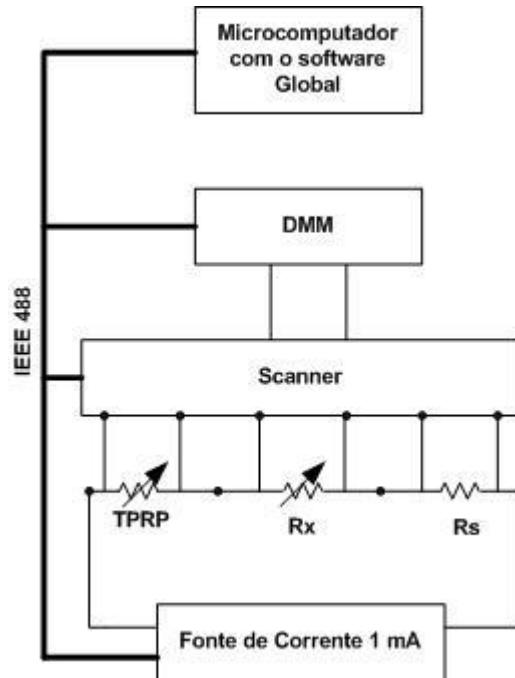 Microcomputador
com o software
Global
DMM
IEEE 488
Scanner
TPRP
Rx
Rs
Fonte de Corrente 1 mA